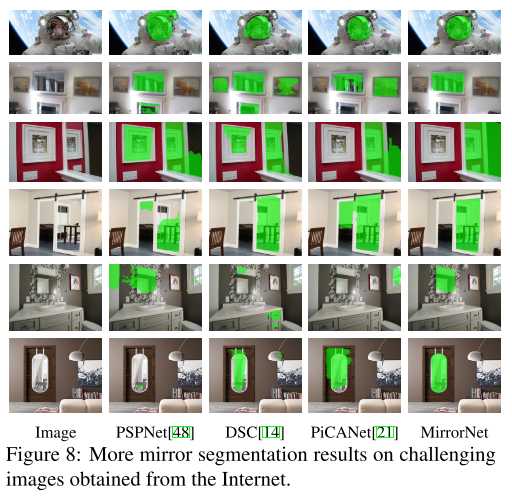 Image PSPNet[48] DSC[14] PiCANet[21] MirrorNet
Figure 8: More mirror segmentation results on challenging
images obtained from the Internet.